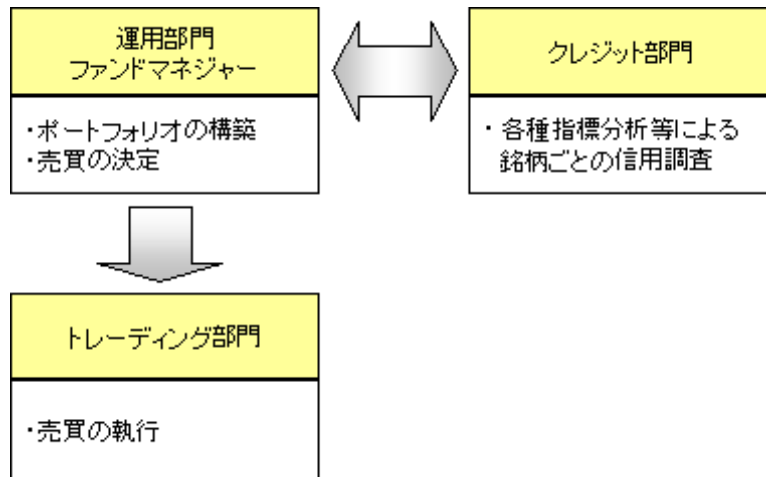 運用部門
ファンドマネジャー
・ポートフォリオの構築
・売買の決定
クレジット部門
・各種指標分析等による
銘柄ごとの信用調査
トレーディング部門
・売買の執行